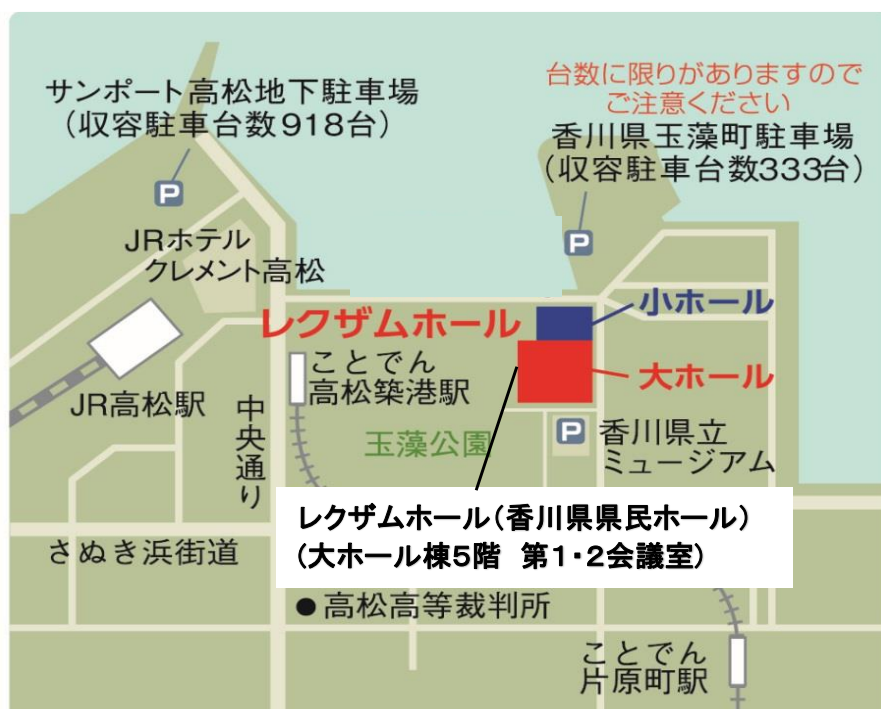 サンポート高松地下駐車場
（収容駐車台数918台）
台数に限りがありますので
ご注意ください
香川県玉藻町駐車場
（収容駐車台数333台）
P
P
JRホテル
クレメント高松
レクザムホール
小ホール
大ホール
ことでん
高松築港駅
JR高松駅
中央通り
玉藻公園
P
香川県立
ミュージアム
レクザムホール（香川県県民ホール）
（大ホール棟5階　第1・2会議室）
さぬき浜街道
●高松高等裁判所
ことでん
片原町駅